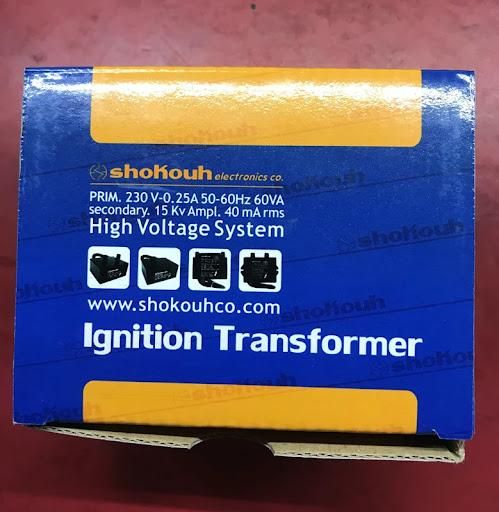 shokouh electronics co.
PRIM. 230 V-0.25A 50-60Hz 60VA
secondary. 15 Kv Ampl. 40 mA rms
High Voltage System
www.shokouhco.com
Ignition Transformer